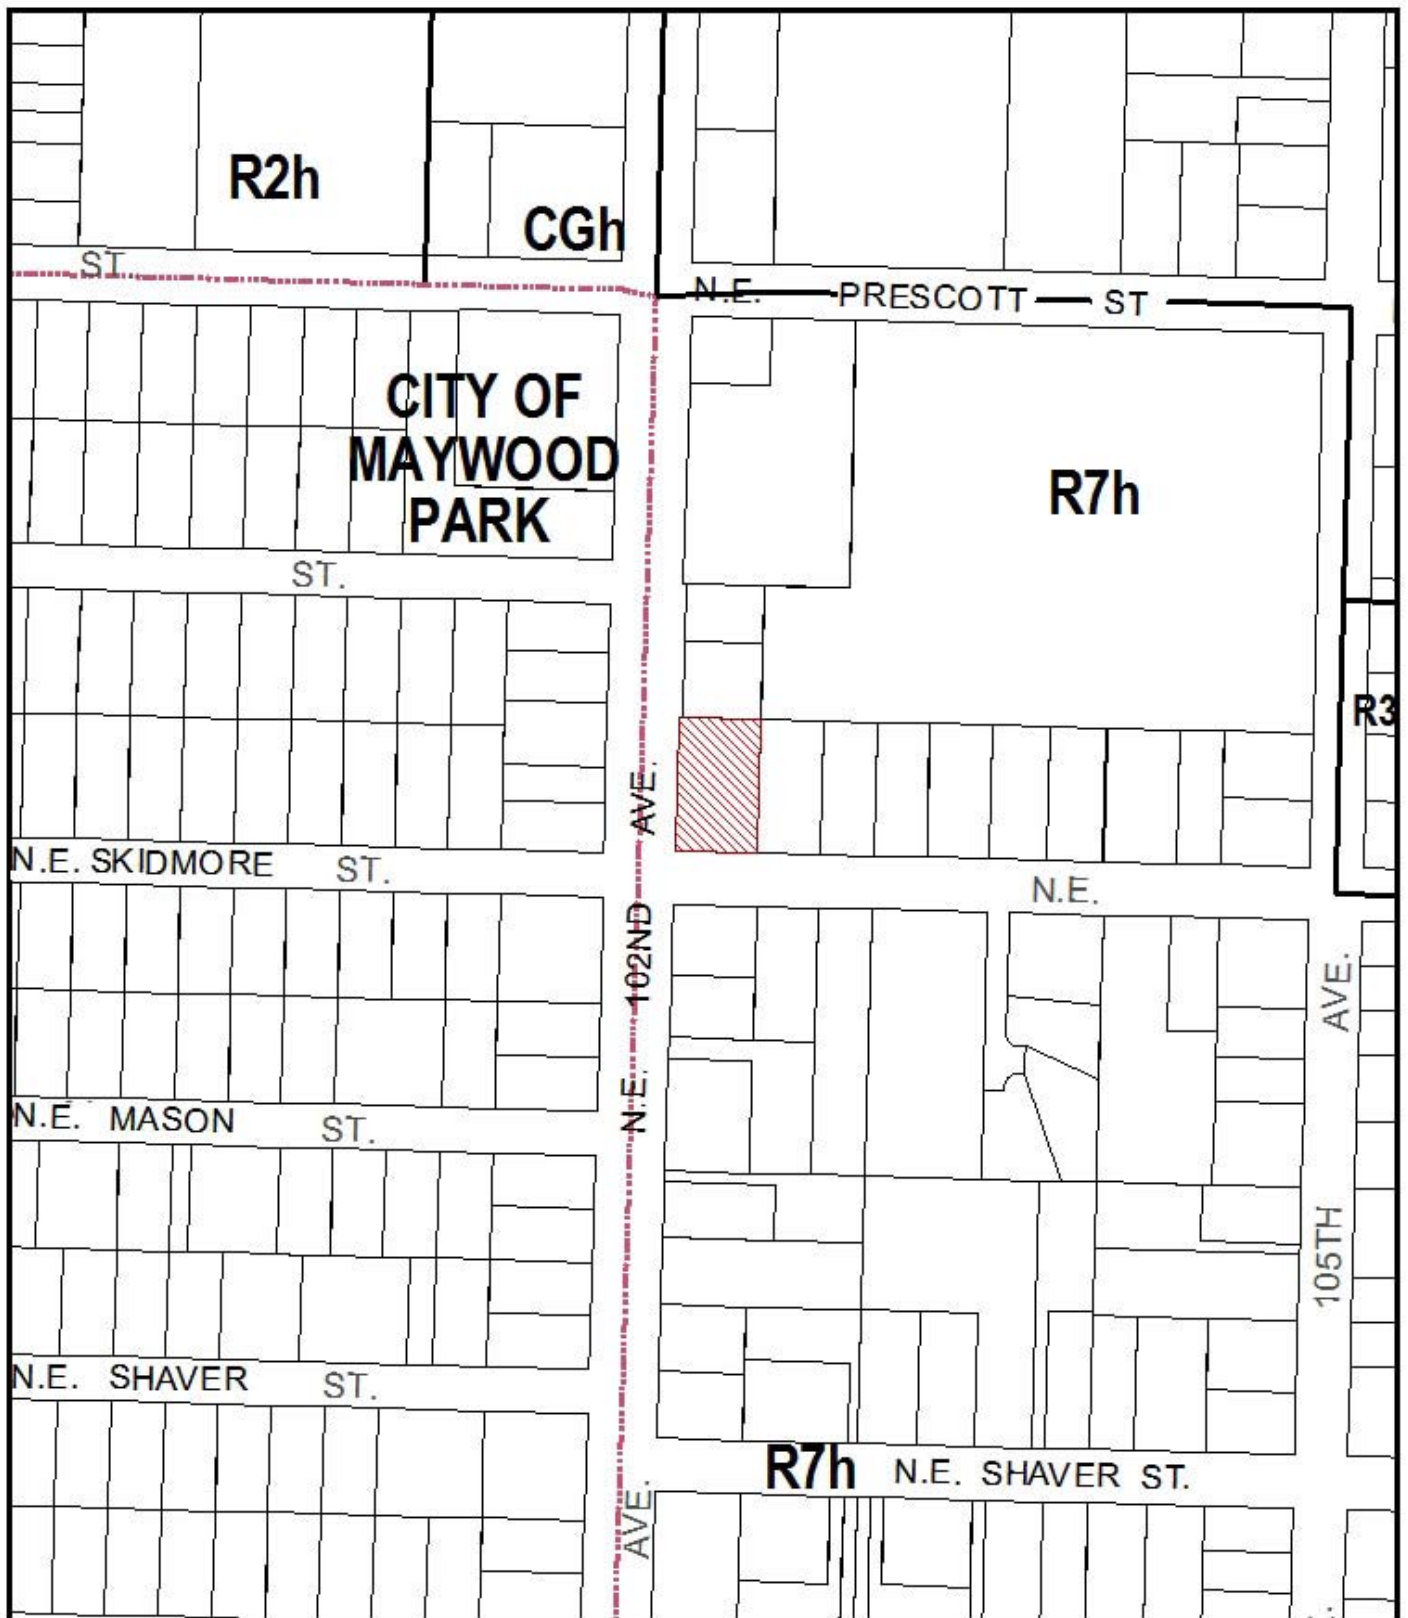 R2h
CGh
ST
N.E. PRESCOTT ST
CITY OF
MAYWOOD
PARK
R7h
ST.
R3
AVE.
N.E. SKIDMORE ST.
N.E.
102ND
AVE.
N.E.
N.E. MASON ST.
105TH
N.E. SHAVER ST.
R7h
N.E. SHAVER ST.
AVE.